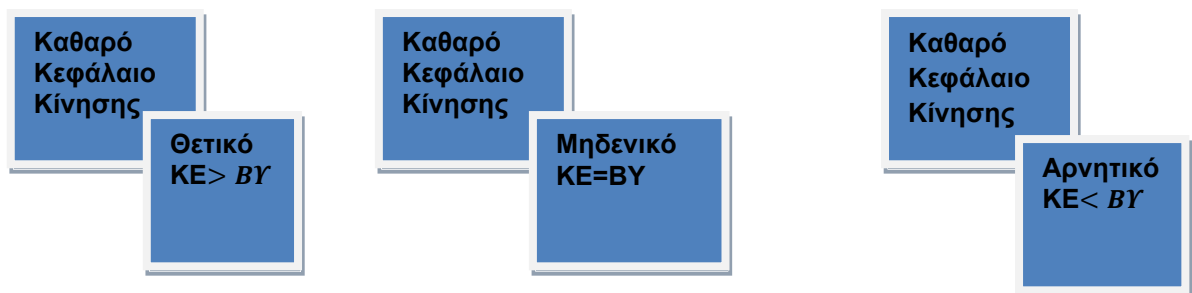 Καθαρό
Κεφάλαιο
Κίνησης
Θετικό
ΚΕ> ΒΥ
Καθαρό
Κεφάλαιο
Κίνησης
Μηδενικό
ΚΕ=ΒΥ
Καθαρό
Κεφάλαιο
Κίνησης
Αρνητικό
ΚΕ< ΒΥ